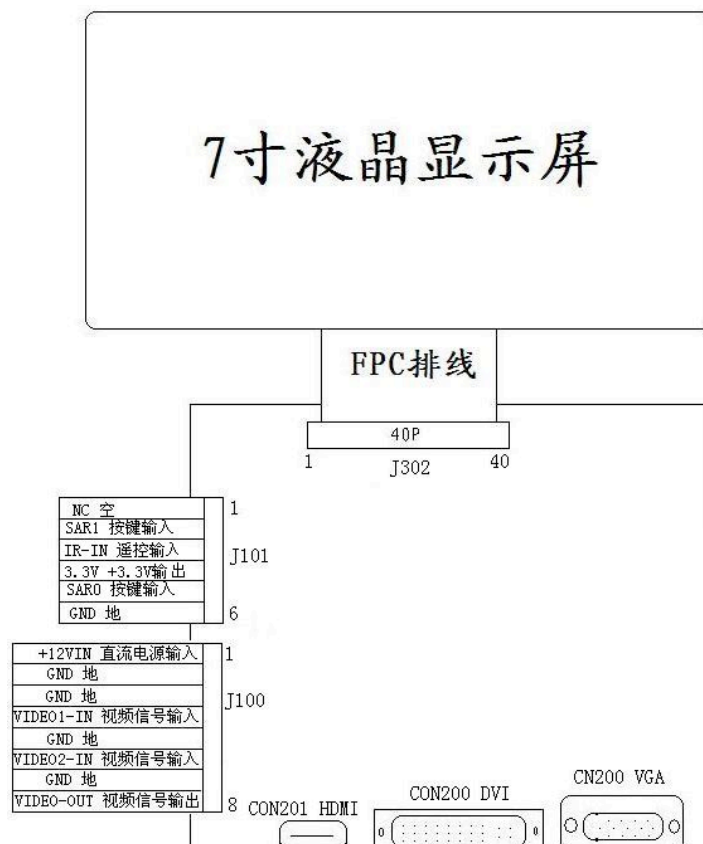 7寸液晶显示屏
FPC排线
40P
1 J302 40
NC 空 1
SAR1 按键输入
IR-IN 遥控输入
J101
3.3V +3.3V输出
SAR0 按键输入
GND 地 6
+12VIN 直流电源输入 1
GND 地
GND 地
J100
VIDEO1-IN 视频信号输入
GND 地
VIDEO2-IN 视频信号输入
GND 地
VIDEO-OUT 视频信号输出 8
CON201 HDMI
CON200 DVI
CN200 VGA